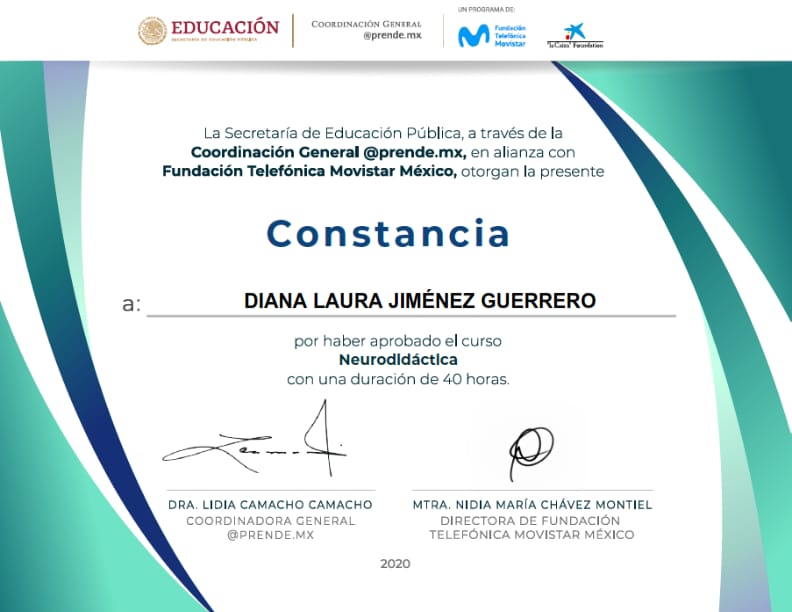 EDUCACIÓN
SECRETARÍA DE EDUCACIÓN PÚBLICA
Coordinación General
@prende.mx
UN PROGRAMA DE:
Fundación
Telefónica
Movistar
"la Caixa" Foundation
La Secretaría de Educación Pública, a través de la
Coordinación General @prende.mx, en alianza con
Fundación Telefónica Movistar México, otorgan la presente
Constancia
a: DIANA LAURA JIMÉNEZ GUERRERO
por haber aprobado el curso
Neurodidáctica
con una duración de 40 horas.
DRA. LIDIA CAMACHO CAMACHO
COORDINADORA GENERAL
@PRENDE.MX
MTRA. NIDIA MARÍA CHÁVEZ MONTIEL
DIRECTORA DE FUNDACIÓN
TELEFÓNICA MOVISTAR MÉXICO
2020